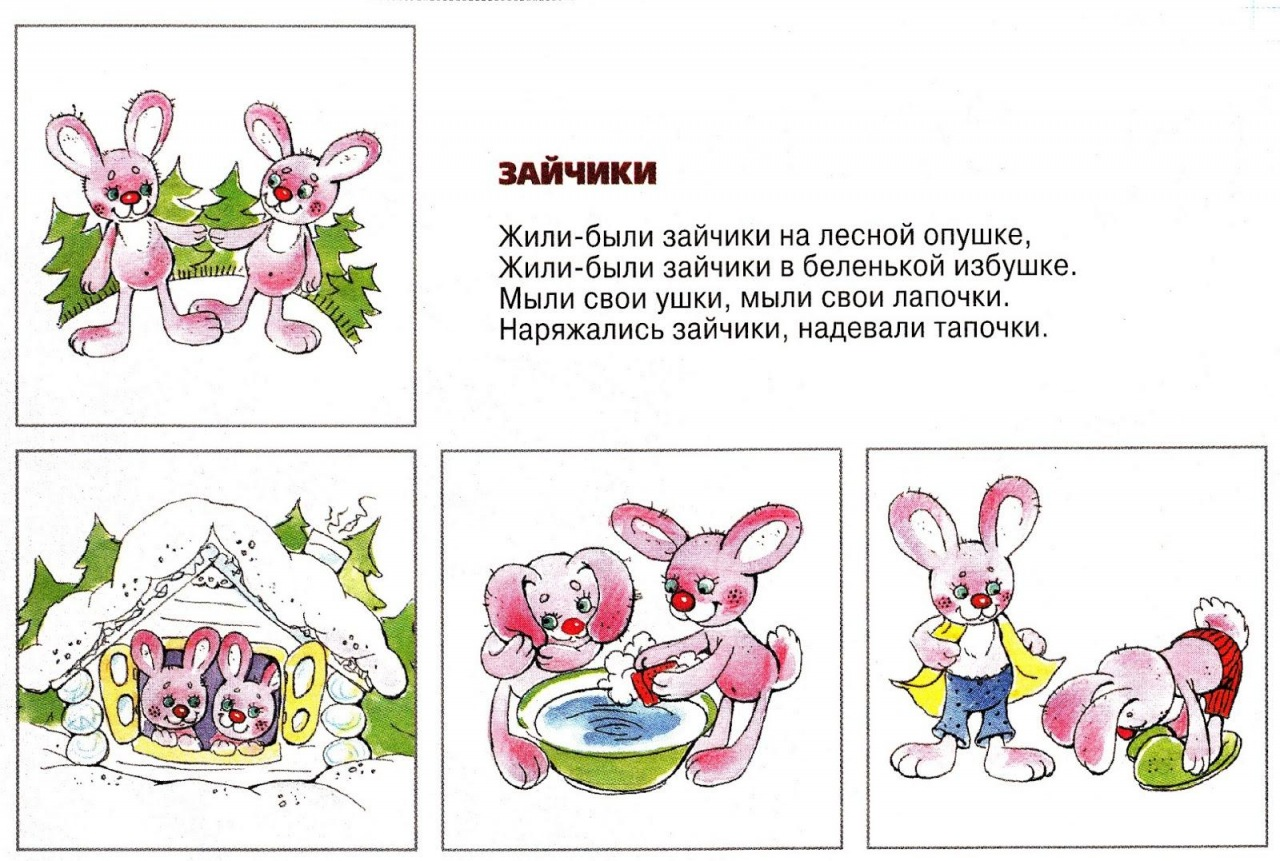 ЗАЙЧИКИ
Жили-были зайчики на лесной опушке,
Жили-были зайчики в беленькой избушке.
Мыли свои ушки, мыли свои лапочки.
Наряжались зайчики, надевали тапочки.